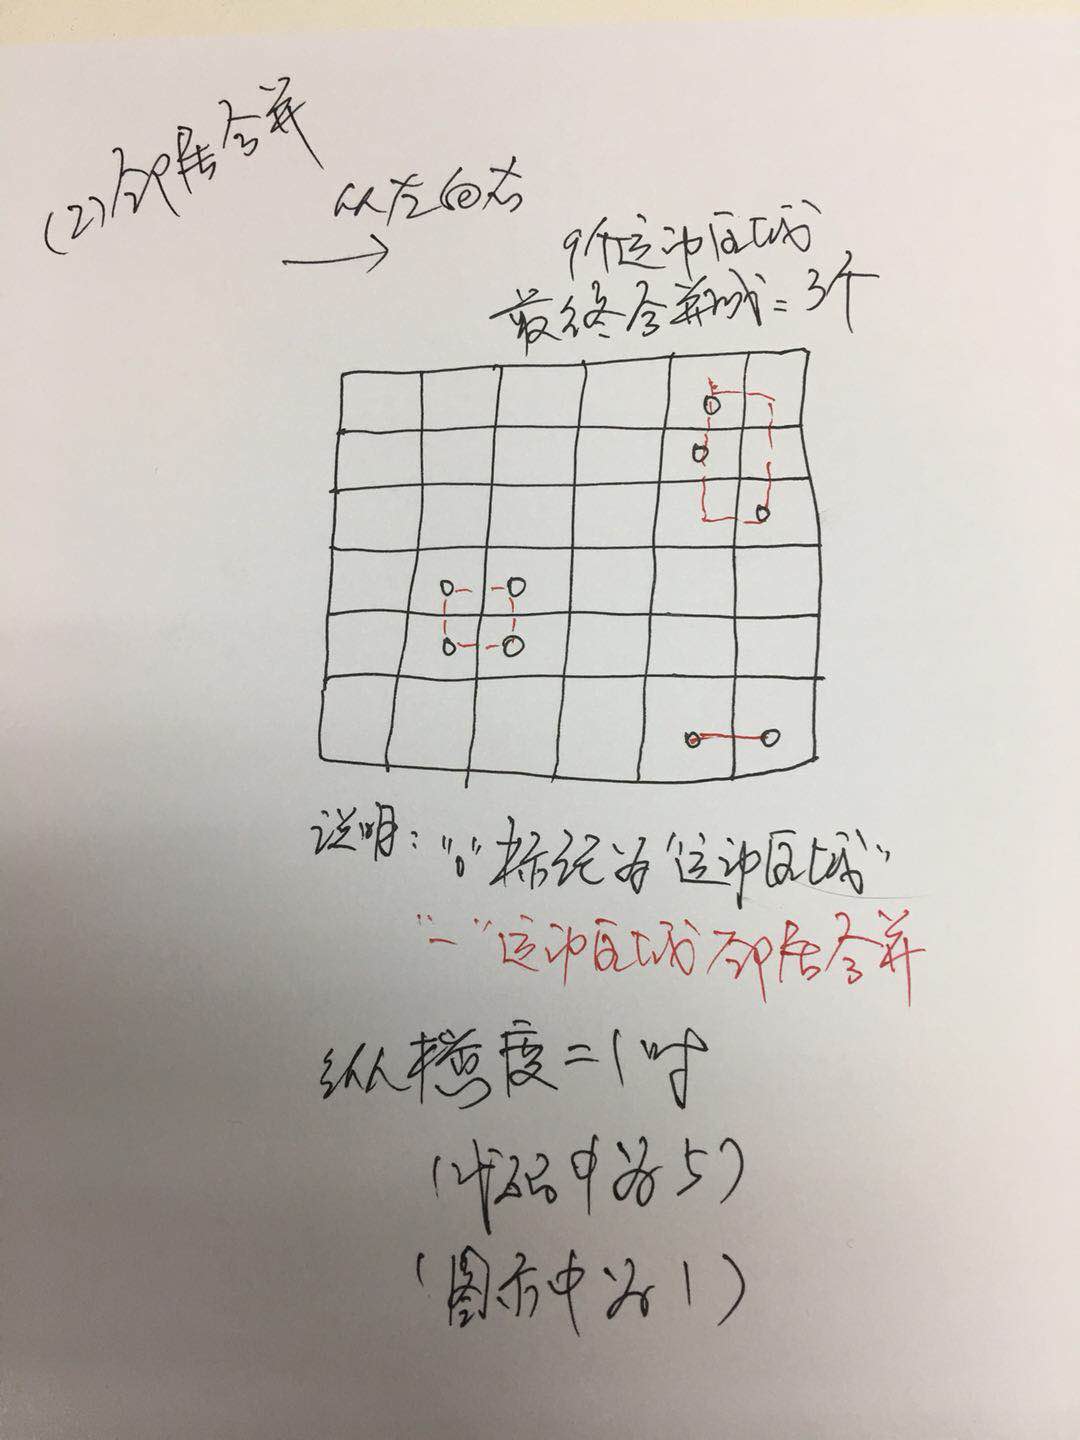 (2)邻居合并
从左向右
9个运动区域
最终合并成=3个
说明："o"标记为"运动区域"
"-"运动区域邻居合并
纵横度=1时
(代码中为5)
(图示中为1)